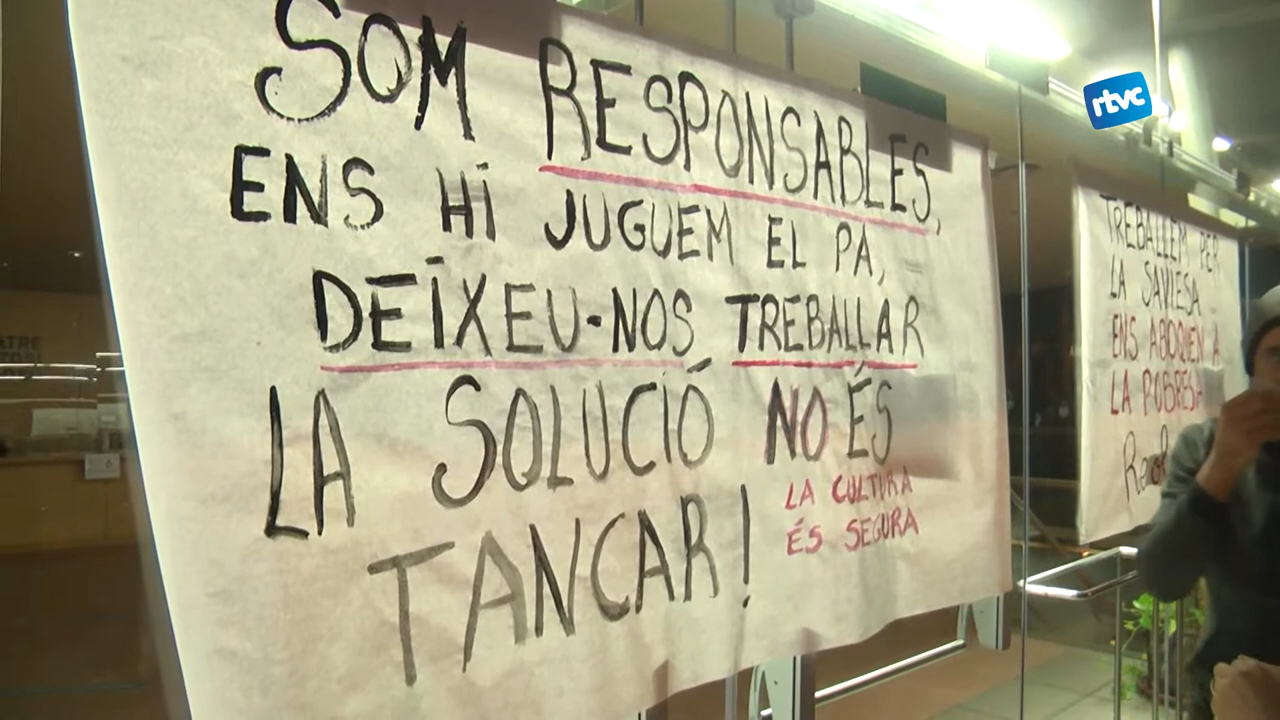 SOM RESPONSABLES,
ENS HI JUGUEM EL PA,
DEIXEU-NOS TREBALLAR
LA SOLUCIÓ NO ÉS
TANCAR!
LA CULTURA
ÉS SEGURA
rtvc
TREBALLEM PER
LA SAVIESA
ENS ABOQUEN A
LA POBRESA